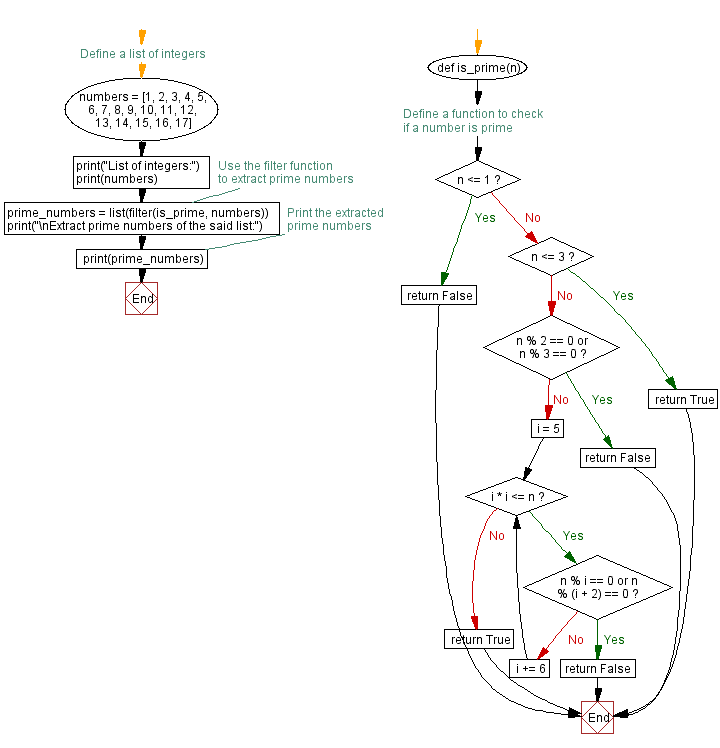 Define a list of integers
numbers = [1, 2, 3, 4, 5,
6, 7, 8, 9, 10, 11, 12,
13, 14, 15, 16, 17]
print("List of integers:")
print(numbers)
Use the filter function
to extract prime numbers
prime_numbers = list(filter(is_prime, numbers))
print("\nExtract prime numbers of the said list:")
Print the extracted
prime numbers
print(prime_numbers)
End
def is_prime(n)
Define a function to check
if a number is prime
n <= 1 ?
Yes
No
n <= 3 ?
return False
No
Yes
n % 2 == 0 or
n % 3 == 0 ?
No
Yes
return True
i = 5
return False
i * i <= n ?
No
Yes
n % i == 0 or n
% (i + 2) == 0 ?
return True
No
Yes
i += 6
return False
End